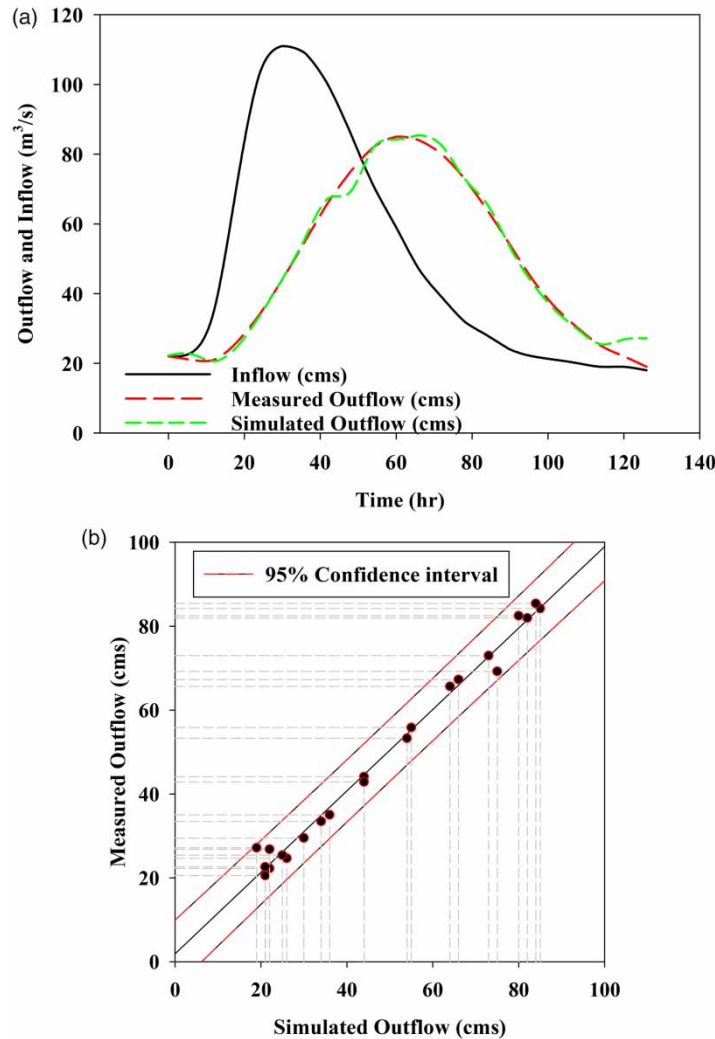 (a)
120
100
80
60
40
20
0
Outflow and Inflow (m³/s)
Inflow (cms)
Measured Outflow (cms)
Simulated Outflow (cms)
0 20 40 60 80 100 120 140
Time (hr)
(b)
100
80
60
40
20
0
Measured Outflow (cms)
95% Confidence interval
0 20 40 60 80 100
Simulated Outflow (cms)